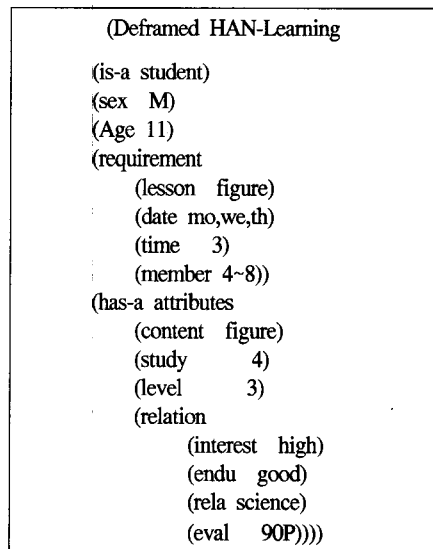 (Deframed HAN-Learning
(is-a student)
(sex M)
(Age 11)
(requirement
(lesson figure)
(date mo,we,th)
(time 3)
(member 4~8))
(has-a attributes
(content figure)
(study 4)
(level 3)
(relation
(interest high)
(endu good)
(rela science)
(eval 90P))))